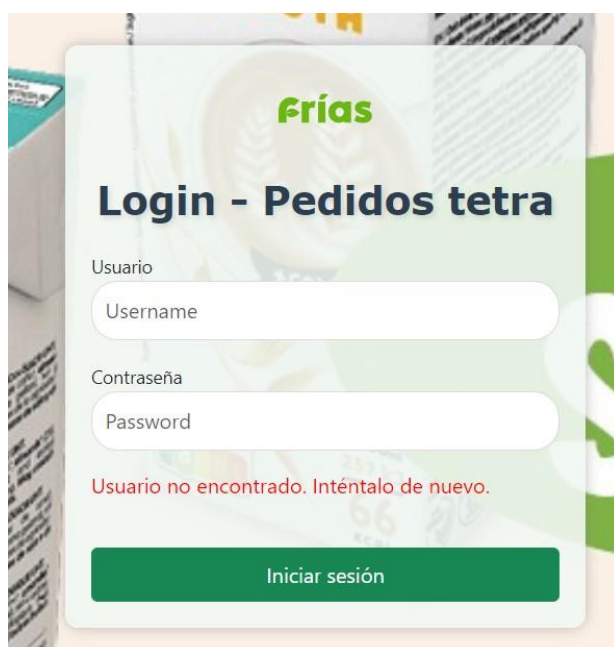 Frías
Login - Pedidos tetra
Usuario
Username
Contraseña
Password
Usuario no encontrado. Inténtalo de nuevo.
Iniciar sesión